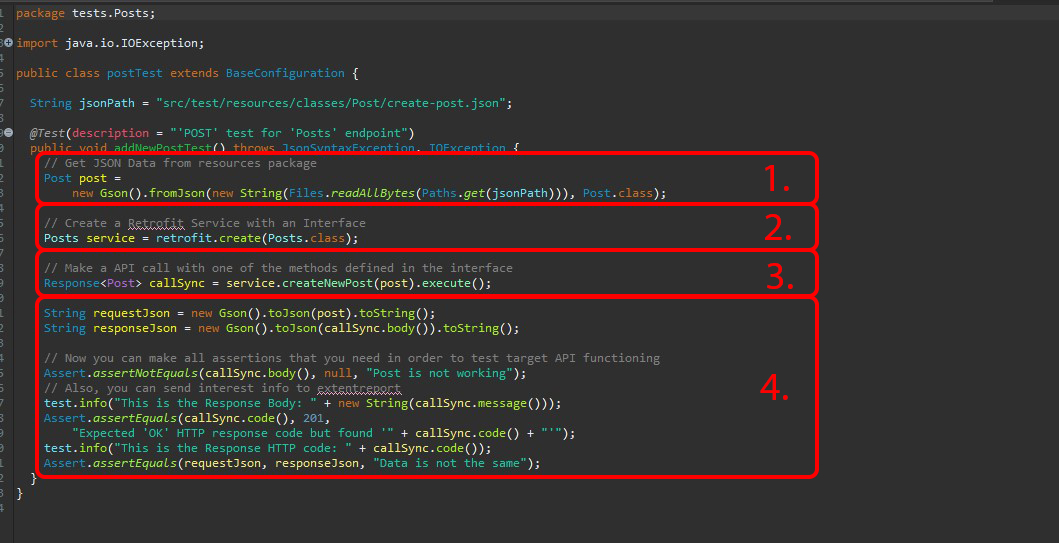 package tests.Posts;
import java.io.IOException;
public class postTest extends BaseConfiguration {
String jsonPath = "src/test/resources/classes/Post/create-post.json";
@Test(description = "'POST' test for 'Posts' endpoint")
public void addNewPostTest() throws JsonSyntaxException, IOException {
// Get JSON Data from resources package
Post post =
new Gson().fromJson(new String(Files.readAllBytes(Paths.get(jsonPath))), Post.class);
1.
// Create a Retrofit Service with an Interface
Posts service = retrofit.create(Posts.class);
2.
// Make a API call with one of the methods defined in the interface
Response<Post> callSync = service.createNewPost(post).execute();
3.
String requestJson = new Gson().toJson(post).toString();
String responseJson = new Gson().toJson(callSync.body()).toString();
// Now you can make all assertions that you need in order to test target API functioning
Assert.assertNotEquals(callSync.body(), null, "Post is not working");
// Also, you can send interest info to extentreport
4.
test.info("This is the Response Body: " + new String(callSync.message()));
Assert.assertEquals(callSync.code(), 201,
"Expected 'OK' HTTP response code but found '" + callSync.code() + "'");
test.info("This is the Response HTTP code: " + callSync.code());
Assert.assertEquals(requestJson, responseJson, "Data is not the same");
}
}